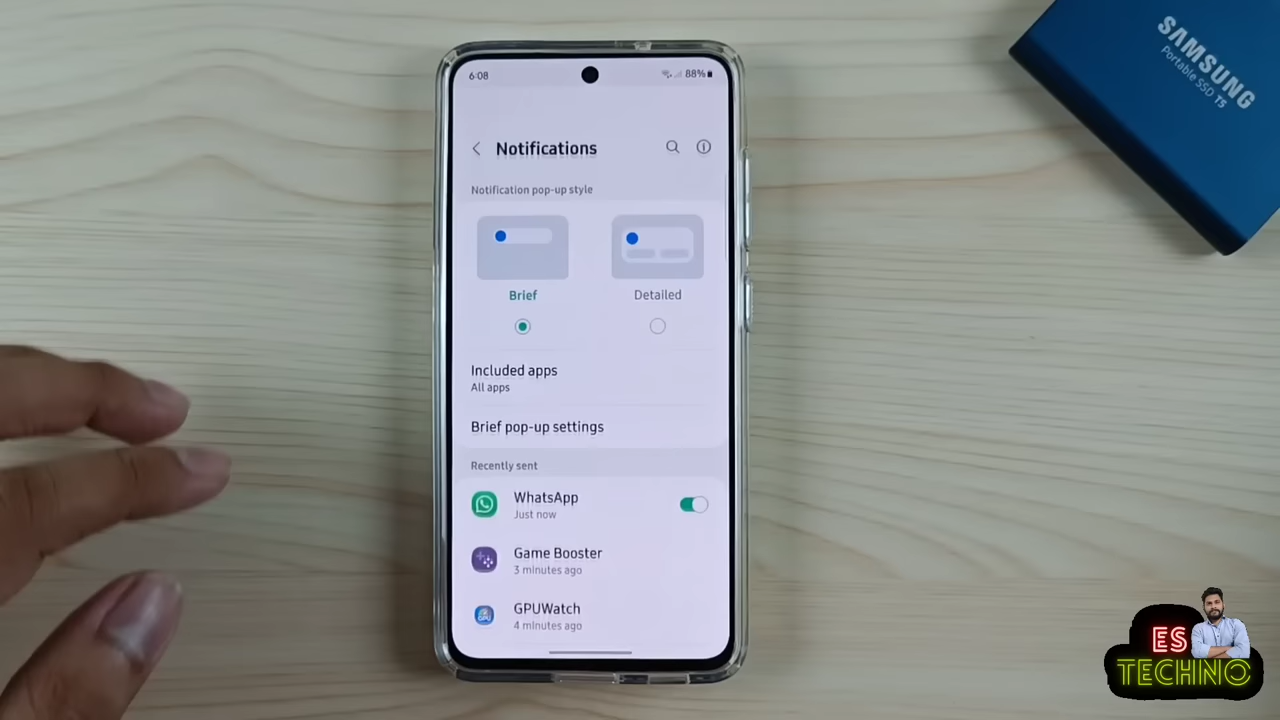 6:08
88%
Notifications
Notification pop-up style
Brief
Detailed
Included apps
All apps
Brief pop-up settings
Recently sent
WhatsApp
Just now
Game Booster
3 minutes ago
GPUWatch
4 minutes ago
SAMSUNG
Portable SSD T5
ES
TECHNO